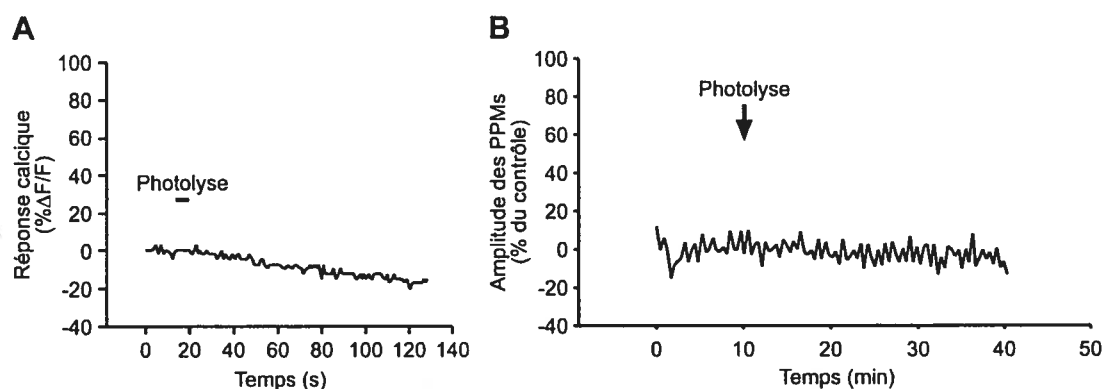 A
Réponse calcique
(%ΔF/F)
100
80
60
40
20
0
-20
-40
Photolyse
0 20 40 60 80 100 120 140
Temps (s)
B
Amplitude des PPMs
(% du contrôle)
100
80
60
40
20
0
-20
-40
Photolyse
0 10 20 30 40 50
Temps (min)